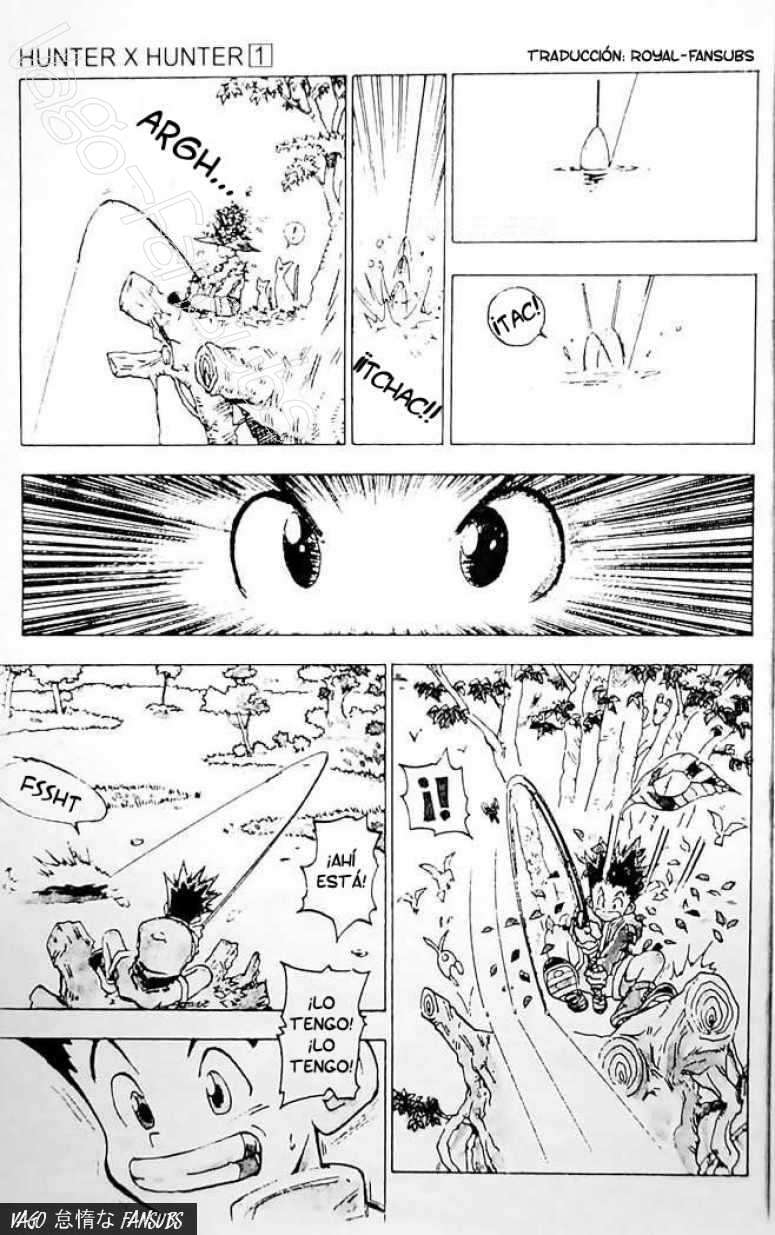 HUNTER X HUNTER 1
TRADUCCIÓN: ROYAL-FANSUBS
¡TAC!
¡¡TCHAC!!
ARGH...
!
¡!
FSSHT
¡AHÍ
ESTÁ!
¡LO
TENGO!
¡LO
TENGO!
VAGO 怠惰な FANSUBS